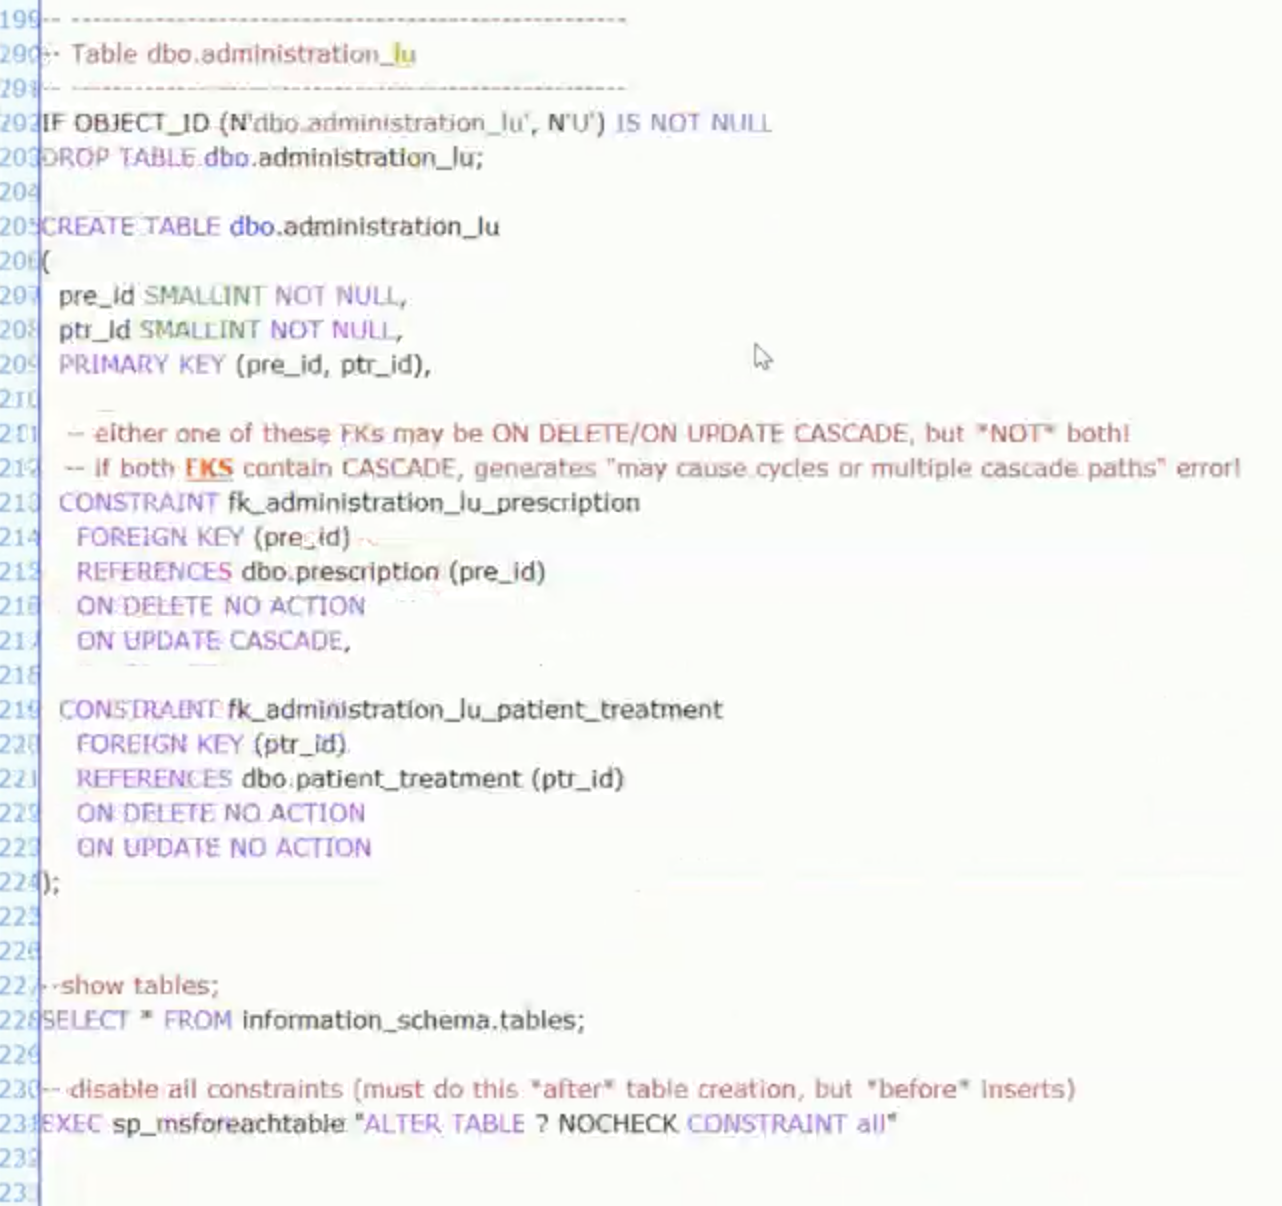 199-- ------------------------------------------------------------
200-- Table dbo.administration_lu
201-- ------------------------------------------------------------
202IF OBJECT_ID (N'dbo.administration_lu', N'U') IS NOT NULL
203DROP TABLE dbo.administration_lu;
204
205CREATE TABLE dbo.administration_lu
206(
207 pre_id SMALLINT NOT NULL,
208 ptr_id SMALLINT NOT NULL,
209 PRIMARY KEY (pre_id, ptr_id),
210
211 -- either one of these FKs may be ON DELETE/ON UPDATE CASCADE, but *NOT* both!
212 -- if both FKS contain CASCADE, generates "may cause cycles or multiple cascade paths" error!
213 CONSTRAINT fk_administration_lu_prescription
214 FOREIGN KEY (pre_id)
215 REFERENCES dbo.prescription (pre_id)
216 ON DELETE NO ACTION
217 ON UPDATE CASCADE,
218
219 CONSTRAINT fk_administration_lu_patient_treatment
220 FOREIGN KEY (ptr_id)
221 REFERENCES dbo.patient_treatment (ptr_id)
222 ON DELETE NO ACTION
223 ON UPDATE NO ACTION
224);
225
226
227--show tables;
228SELECT * FROM information_schema.tables;
229
230-- disable all constraints (must do this *after* table creation, but *before* inserts)
231EXEC sp_msforeachtable "ALTER TABLE ? NOCHECK CONSTRAINT all"
232
233